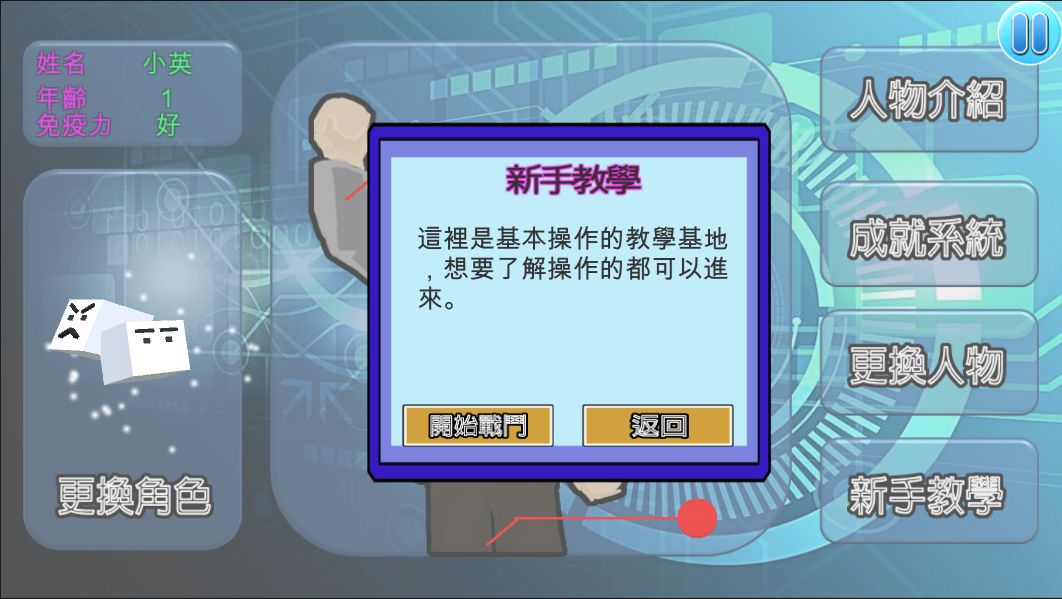 姓名 小英
年齡 1
免疫力 好
更換角色
新手教學
這裡是基本操作的教學基地
，想要了解操作的都可以進
來。
開始戰鬥
返回
人物介紹
成就系統
更換人物
新手教學